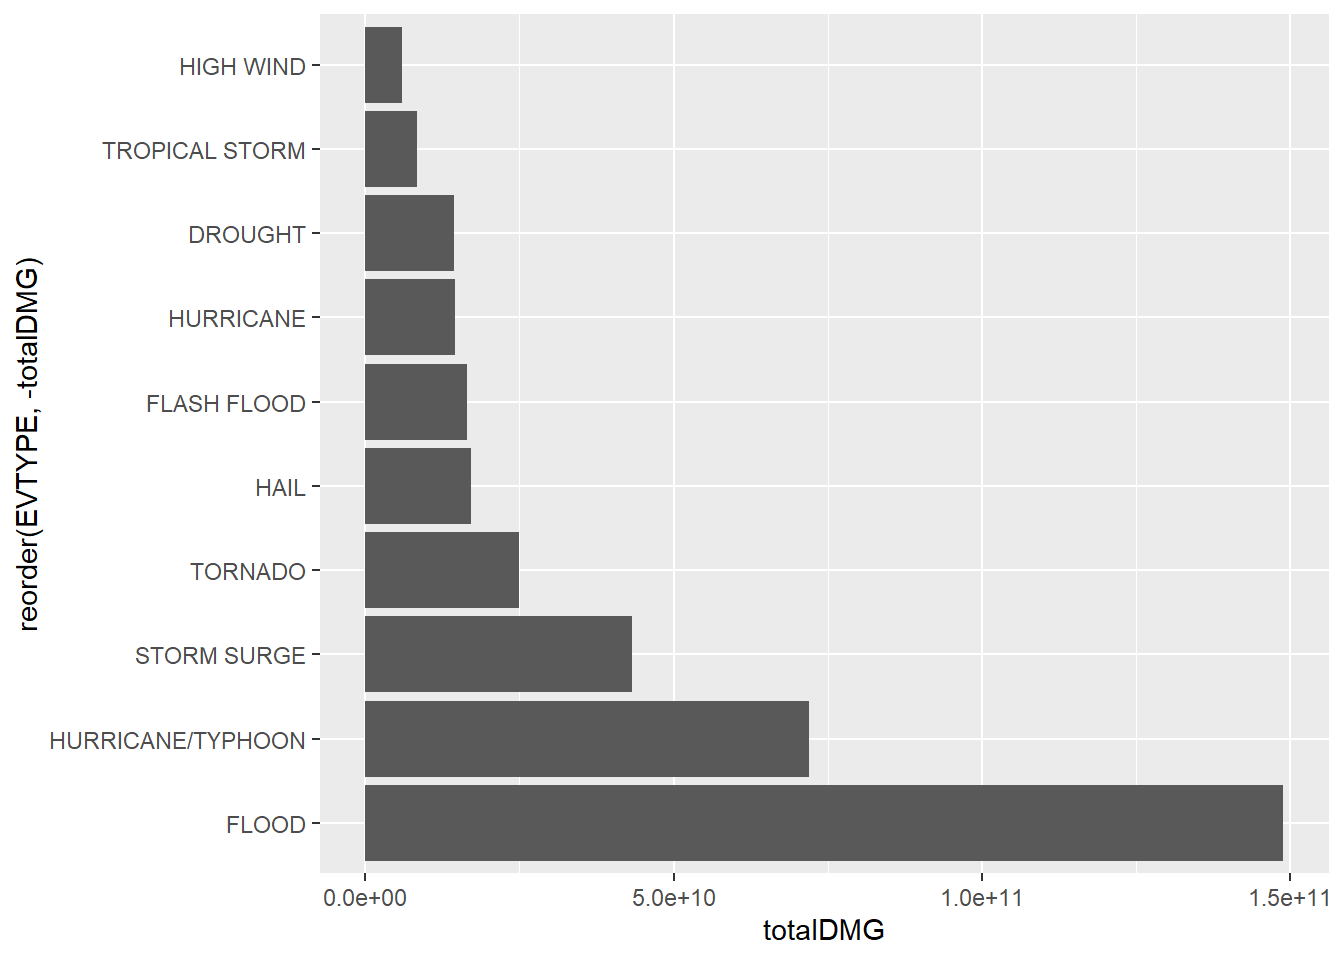 HIGH WIND
TROPICAL STORM
DROUGHT
HURRICANE
FLASH FLOOD
HAIL
TORNADO
STORM SURGE
HURRICANE/TYPHOON
FLOOD
reorder(EVTYPE, -totalDMG)
0.0e+00 5.0e+10 1.0e+11 1.5e+11
totalDMG